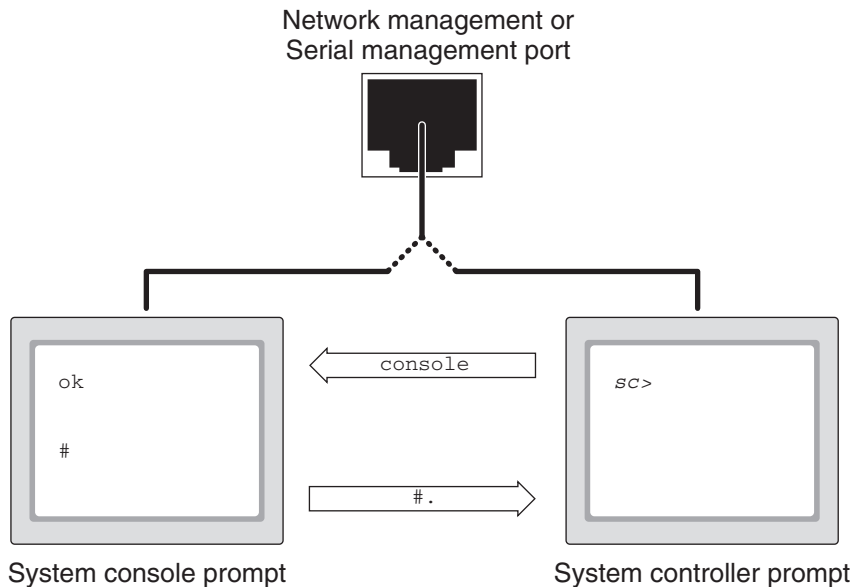 Network management or
Serial management port
console
ok
sc>
#
#.
System console prompt
System controller prompt